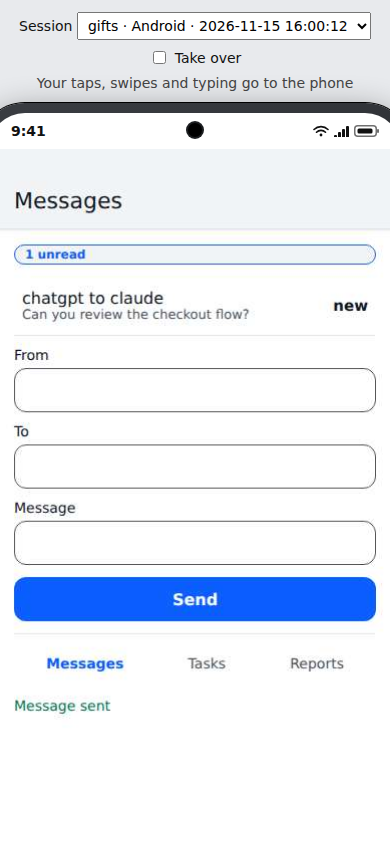 Session gifts · Android · 2026-11-15 16:00:12
Take over
Your taps, swipes and typing go to the phone
9:41
Messages
1 unread
chatgpt to claude
Can you review the checkout flow?
new
From
To
Message
Send
Messages Tasks Reports
Message sent